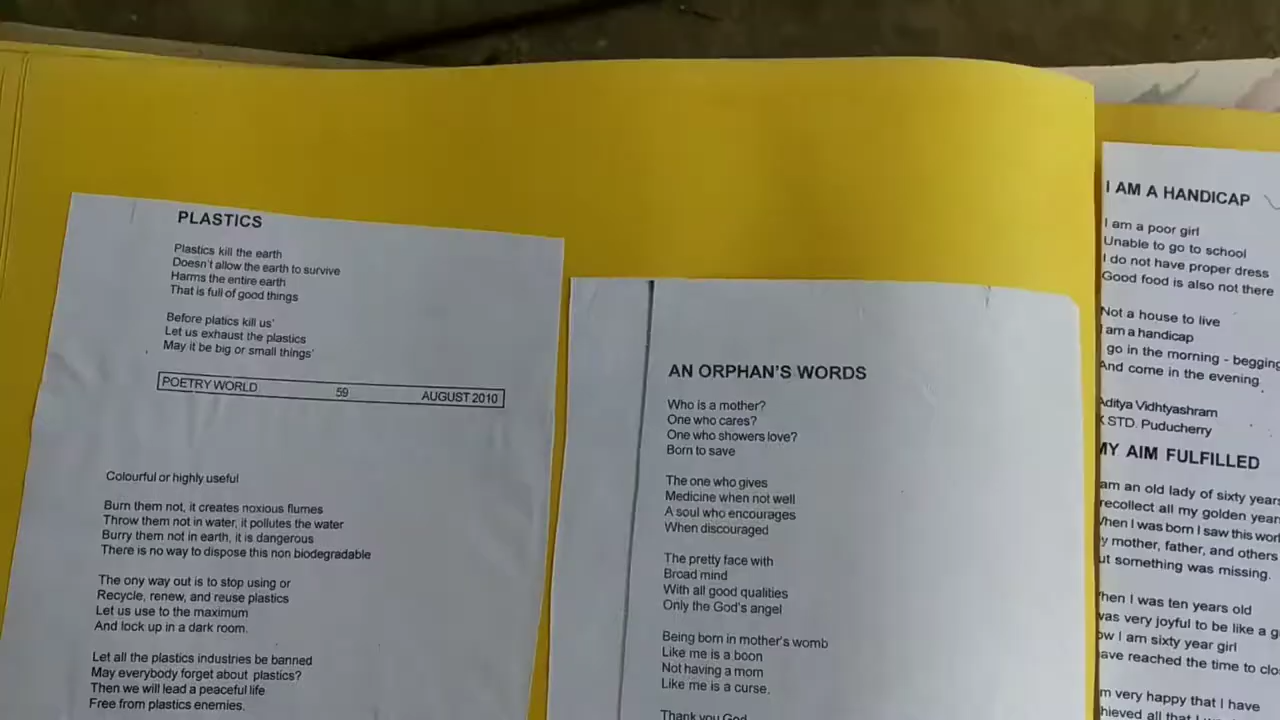 PLASTICS
Plastics kill the earth
Doesn't allow the earth to survive
Harms the entire earth
That is full of good things
Before platics kill us'
Let us exhaust the plastics
May it be big or small things'
POETRY WORLD 59 AUGUST 2010
Colourful or highly useful
Burn them not, it creates noxious flumes
Throw them not in water, it pollutes the water
Burry them not in earth, it is dangerous
There is no way to dispose this non biodegradable
The ony way out is to stop using or
Recycle, renew, and reuse plastics
Let us use to the maximum
And lock up in a dark room.
Let all the plastics industries be banned
May everybody forget about plastics?
Then we will lead a peaceful life
Free from plastics enemies.
AN ORPHAN'S WORDS
Who is a mother?
One who cares?
One who showers love?
Born to save
The one who gives
Medicine when not well
A soul who encourages
When discouraged
The pretty face with
Broad mind
With all good qualities
Only the God's angel
Being born in mother's womb
Like me is a boon
Not having a mom
Like me is a curse.
Thank you God
I AM A HANDICAP
I am a poor girl
Unable to go to school
I do not have proper dress
Good food is also not there
Not a house to live
I am a handicap
go in the morning - begging
And come in the evening.
Aditya Vidhtyashram
STD. Puducherry
MY AIM FULFILLED
am an old lady of sixty years
recollect all my golden years
When I was born I saw this
mother, father, and others
something was missing.
When I was ten years old
was very joyful to be like a
I am sixty year girl
have reached the time to
very happy that I have
all that I